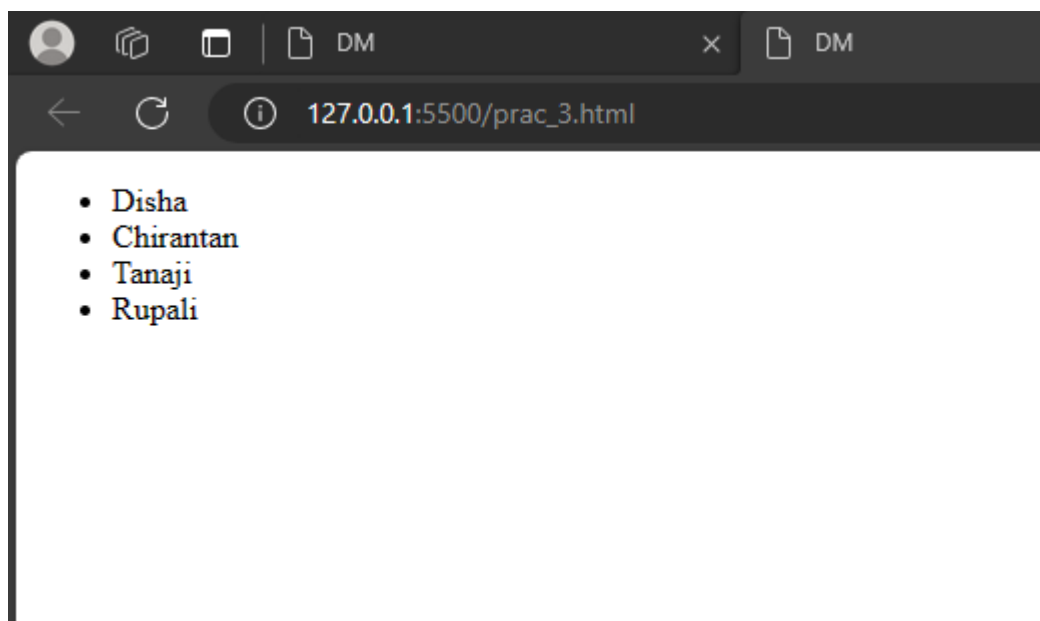 DM
DM
127.0.0.1:5500/prac_3.html
Disha
Chirantan
Tanaji
Rupali